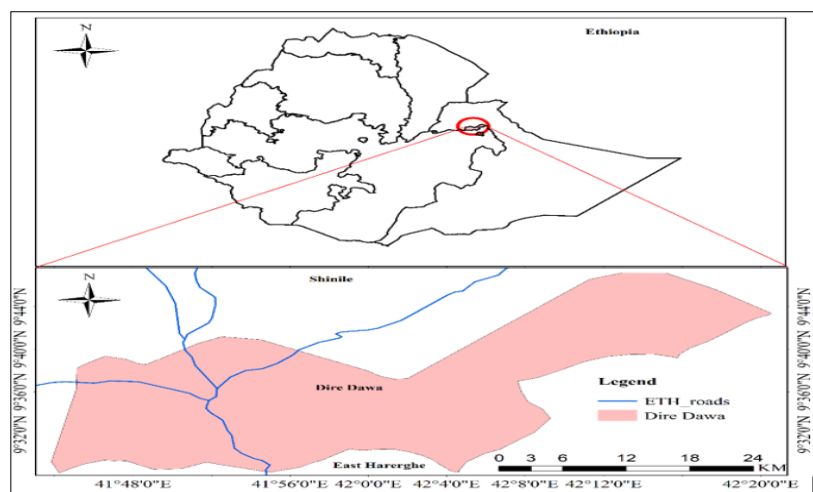 Ethiopia
N
N
Shinile
Dire Dawa
East Harerghe
Legend
ETH_roads
Dire Dawa
0 3 6 12 18 24
KM
9°32'0"N 9°36'0"N 9°40'0"N 9°44'0"N
9°32'0"N 9°36'0"N 9°40'0"N 9°44'0"N
41°48'0"E 41°56'0"E 42°0'0"E 42°4'0"E 42°8'0"E 42°12'0"E 42°20'0"E